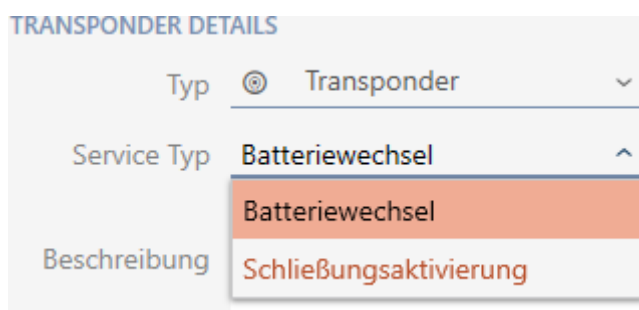 TRANSPONDER DETAILS
Typ Transponder
Service Typ Batteriewechsel
Batteriewechsel
Beschreibung Schließungsaktivierung